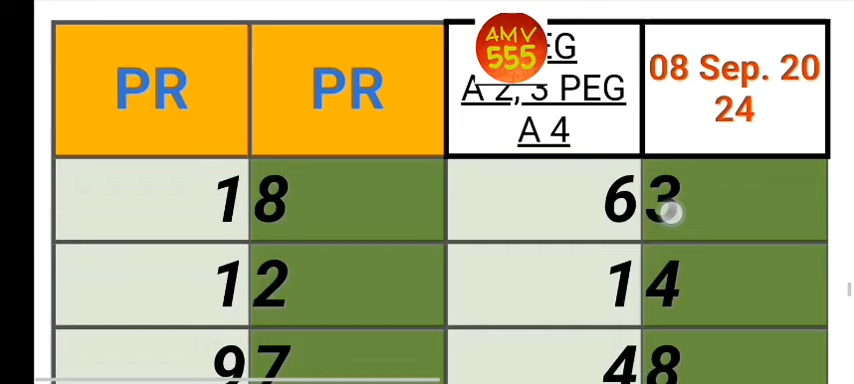 PR PR EG 08 Sep. 20
A 2, 3 PEG 24
A 4
AMV
555
18 63
12 14
97 48